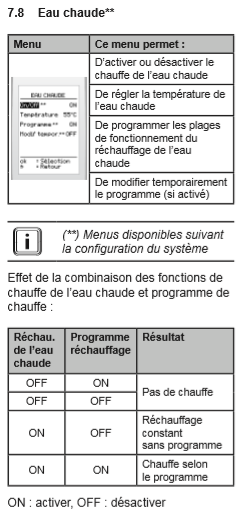 7.8 Eau chaude**
Menu
Ce menu permet :
EAU CHAUDE
ON/OFF ** ON
Température 55°C
Programme** ON
Modif tempor.**OFF
ok = Sélection
= Retour
D'activer ou désactiver le
chauffe de l'eau chaude
De régler la température de
l'eau chaude
De programmer les plages
de fonctionnement du
réchauffage de l'eau
chaude
De modifier temporairement
le programme (si activé)
i
(**) Menus disponibles suivant
la configuration du système
Effet de la combinaison des fonctions de
chauffe de l'eau chaude et programme de
chauffe :
Réchau. de l'eau chaude
Programme réchauffage
Résultat
OFF ON
Pas de chauffe
OFF OFF
ON OFF
Réchauffage
constant
sans programme
ON ON
Chauffe selon
le programme
ON : activer, OFF : désactiver